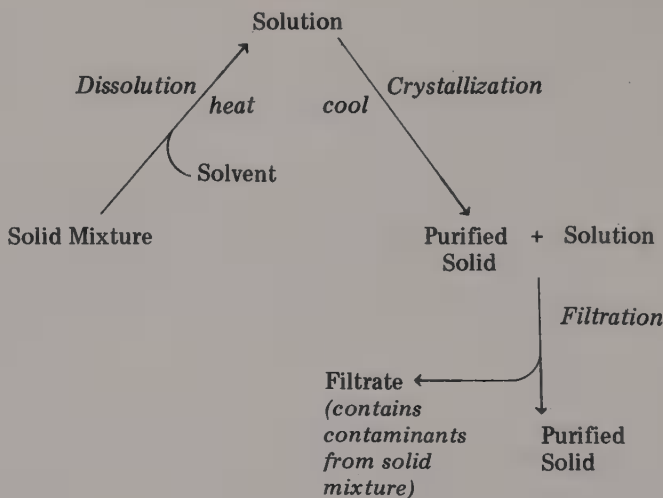 Solution
Dissolution
heat
cool
Crystallization
Solvent
Solid Mixture
Purified + Solution
Solid
Filtration
Filtrate
(contains
contaminants
from solid
mixture)
Purified
Solid